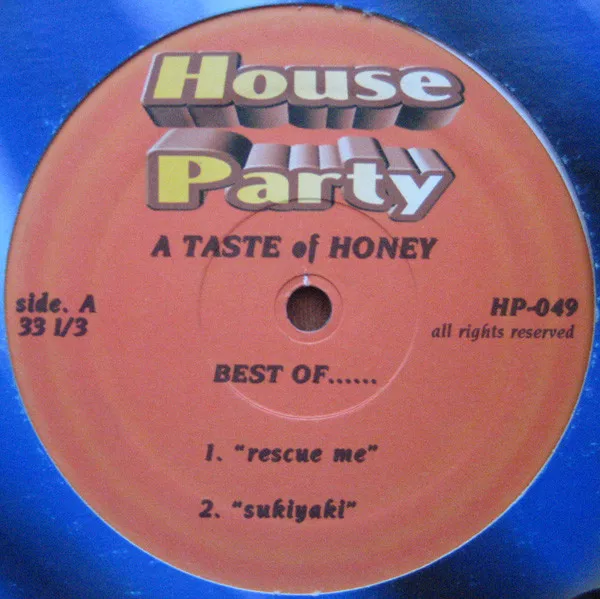 House
Party
A TASTE of HONEY
side. A
33 1/3
HP-049
all rights reserved
BEST OF......
1. "rescue me"
2. "sukiyaki"